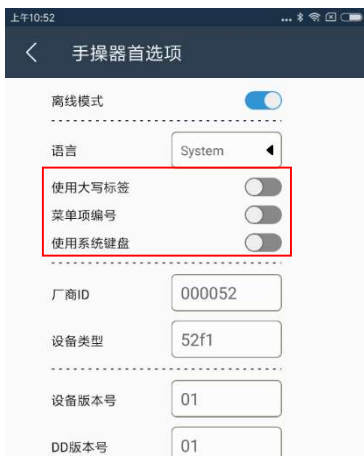 上午10:52 ...
手操器首选项
离线模式
语言 System
使用大写标签
菜单项编号
使用系统键盘
厂商ID 000052
设备类型 52f1
设备版本号 01
DD版本号 01